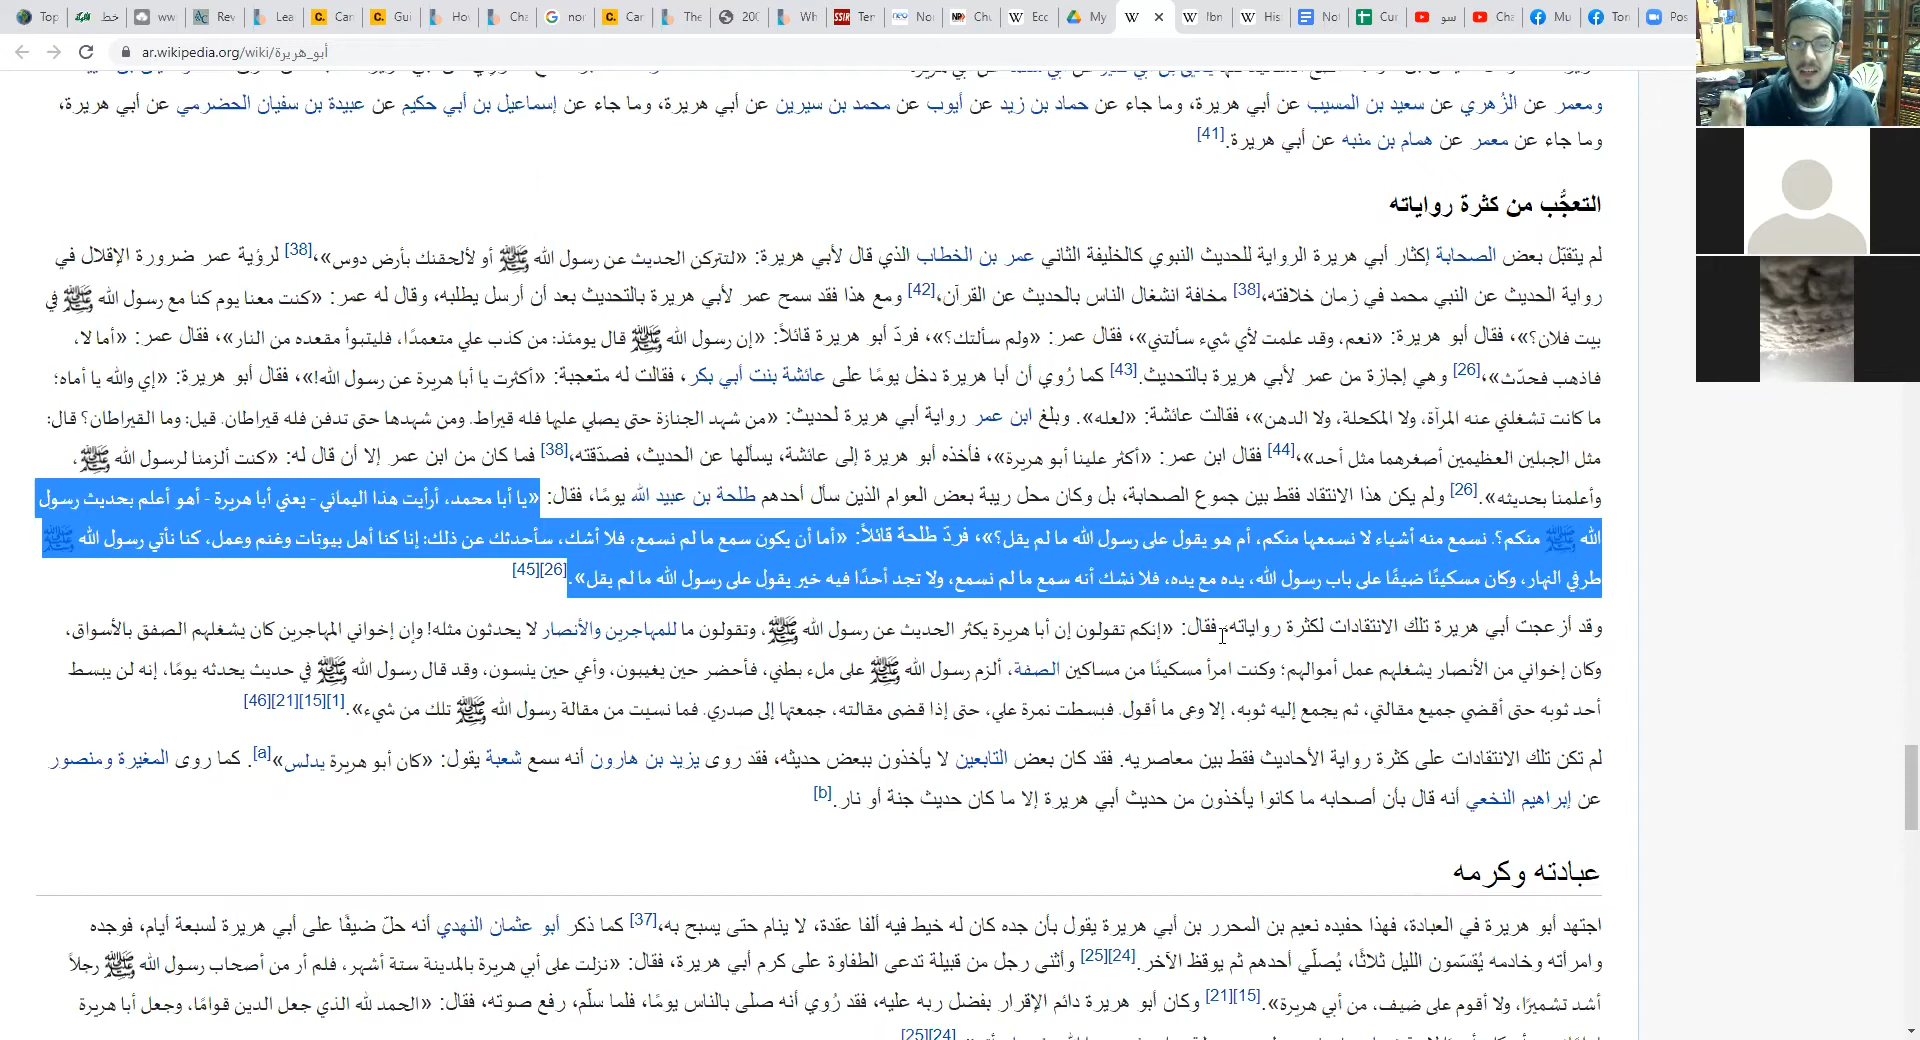 Top
خط
ww
Rev
Lea
Car
Gui
Hov
Cha
nor
Car
The
200
Wh
Ter
No
Chu
Ecc
My
Ibn
His
Not
Cur
سو
Cha
Mu
Ton
Pos
ar.wikipedia.org/wiki/أبو_هريرة
ومعمر عن الزُهري عن سعيد بن المسيب عن أبي هريرة، وما جاء عن حماد بن زيد عن أيوب عن محمد بن سيرين عن أبي هريرة، وما جاء عن إسماعيل بن أبي حكيم عن عبيدة بن سفيان الحضرمي عن أبي هريرة،
وما جاء عن معمر عن همام بن منبه عن أبي هريرة.[41]
التعجُّب من كثرة رواياته
لم يتقبّل بعض الصحابة إكثار أبي هريرة الرواية للحديث النبوي كالخليفة الثاني عمر بن الخطاب الذي قال لأبي هريرة: «لتتركن الحديث عن رسول الله ﷺ أو لألحقنك بأرض دوس»،[38] لرؤية عمر ضرورة الإقلال في
رواية الحديث عن النبي محمد في زمان خلافته،[38] مخافة انشغال الناس بالحديث عن القرآن،[42] ومع هذا فقد سمح عمر لأبي هريرة بالتحديث بعد أن أرسل يطلبه، وقال له عمر: «كنت معنا يوم كنا مع رسول الله ﷺ في
بيت فلان؟»، فقال أبو هريرة: «نعم، وقد علمت لأي شيء سألتني»، فقال عمر: «ولم سألتك؟»، فردّ أبو هريرة قائلاً: «إن رسول الله ﷺ قال يومئذ: من كذب علي متعمدًا، فليتبوأ مقعده من النار»، فقال عمر: «أما لا،
فاذهب فحدّث»،[26] وهي إجازة من عمر لأبي هريرة بالتحديث.[43] كما رُوي أن أبا هريرة دخل يومًا على عائشة بنت أبي بكر، فقالت له متعجبة: «أكثرت يا أبا هريرة عن رسول الله!»، فقال أبو هريرة: «إي والله يا أماه؛
ما كانت تشغلني عنه المرآة، ولا المكحلة، ولا الدهن»، فقالت عائشة: «لعله». وبلغ ابن عمر رواية أبي هريرة لحديث: «من شهد الجنازة حتى يصلي عليها فله قيراط. ومن شهدها حتى تدفن فله قيراطان. قيل: وما القيراطان؟ قال:
مثل الجبلين العظيمين أصغرهما مثل أحد»،[44] فقال ابن عمر: «أكثر علينا أبو هريرة»، فأخذه أبو هريرة إلى عائشة، يسألها عن الحديث، فصدّقته،[38] فما كان من ابن عمر إلا أن قال له: «كنت ألزمنا لرسول الله ﷺ،
وأعلمنا بحديثه».[26] ولم يكن هذا الانتقاد فقط بين جموع الصحابة، بل وكان محل ريبة بعض العوام الذين سأل أحدهم طلحة بن عبيد الله يومًا، فقال: «يا أبا محمد، أرأيت هذا اليماني - يعني أبا هريرة - أهو أعلم بحديث رسول
الله ﷺ منكم؟. نسمع منه أشياء لا نسمعها منكم، أم هو يقول على رسول الله ما لم يقل؟»، فردّ طلحة قائلاً: «أما أن يكون سمع ما لم نسمع، فلا أشك، سأحدثك عن ذلك: إنا كنا أهل بيوتات وغنم وعمل، كنا نأتي رسول الله ﷺ
طرفي النهار، وكان مسكينًا ضيفًا على باب رسول الله، يده مع يده، فلا نشك أنه سمع ما لم نسمع، ولا تجد أحدًا فيه خير يقول على رسول الله ما لم يقل».[26][45]
وقد أزعجت أبي هريرة تلك الانتقادات لكثرة رواياته، فقال: «إنكم تقولون إن أبا هريرة يكثر الحديث عن رسول الله ﷺ، وتقولون ما للمهاجرين والأنصار لا يحدثون مثله! وإن إخواني المهاجرين كان يشغلهم الصفق بالأسواق،
وكان إخواني من الأنصار يشغلهم عمل أموالهم؛ وكنت امرأ مسكينًا من مساكين الصفة، ألزم رسول الله ﷺ على ملء بطني، فأحضر حين يغيبون، وأعي حين ينسون، وقد قال رسول الله ﷺ في حديث يحدثه يومًا، إنه لن يبسط
أحد ثوبه حتى أقضي جميع مقالتي، ثم يجمع إليه ثوبه، إلا وعى ما أقول. فبسطت نمرة علي، حتى إذا قضى مقالته، جمعتها إلى صدري. فما نسيت من مقالة رسول الله ﷺ تلك من شيء».[1][15][21][46]
لم تكن تلك الانتقادات على كثرة رواية الأحاديث فقط بين معاصريه. فقد كان بعض التابعين لا يأخذون ببعض حديثه، فقد روى يزيد بن هارون أنه سمع شعبة يقول: «كان أبو هريرة يدلس»[a]. كما روى المغيرة ومنصور
عن إبراهيم النخعي أنه قال بأن أصحابه ما كانوا يأخذون من حديث أبي هريرة إلا ما كان حديث جنة أو نار.[b]
عبادته وكرمه
اجتهد أبو هريرة في العبادة، فهذا حفيده نعيم بن المحرر بن أبي هريرة يقول بأن جده كان له خيط فيه ألفا عقدة، لا ينام حتى يسبح به،[37] كما ذكر أبو عثمان النهدي أنه حلّ ضيفًا على أبي هريرة لسبعة أيام، فوجده
وامرأته وخادمه يُقسّمون الليل ثلاثًا، يُصلّي أحدهم ثم يوقظ الآخر.[24][25] وأثنى رجل من قبيلة تدعى الطفاوة على كرم أبي هريرة، فقال: «نزلت على أبي هريرة بالمدينة ستة أشهر، فلم أر من أصحاب رسول الله ﷺ رجلاً
أشد تشميرًا، ولا أقوم على ضيف، من أبي هريرة».[15][21] وكان أبو هريرة دائم الإقرار بفضل ربه عليه، فقد رُوي أنه صلى بالناس يومًا، فلما سلّم، رفع صوته، فقال: «الحمد لله الذي جعل الدين قوامًا، وجعل أبا هريرة
[24][25]